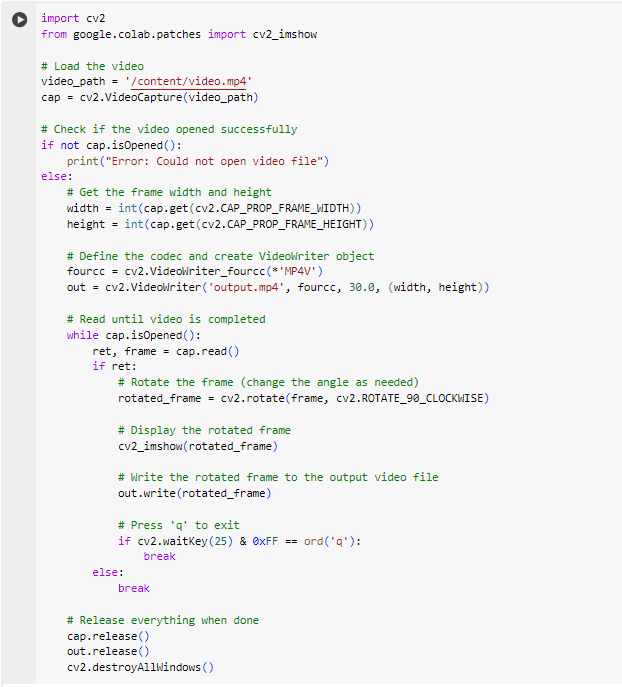 import cv2
from google.colab.patches import cv2_imshow

# Load the video
video_path = '/content/video.mp4'
cap = cv2.VideoCapture(video_path)

# Check if the video opened successfully
if not cap.isOpened():
    print("Error: Could not open video file")
else:
    # Get the frame width and height
    width = int(cap.get(cv2.CAP_PROP_FRAME_WIDTH))
    height = int(cap.get(cv2.CAP_PROP_FRAME_HEIGHT))

    # Define the codec and create VideoWriter object
    fourcc = cv2.VideoWriter_fourcc(*'MP4V')
    out = cv2.VideoWriter('output.mp4', fourcc, 30.0, (width, height))

    # Read until video is completed
    while cap.isOpened():
        ret, frame = cap.read()
        if ret:
            # Rotate the frame (change the angle as needed)
            rotated_frame = cv2.rotate(frame, cv2.ROTATE_90_CLOCKWISE)

            # Display the rotated frame
            cv2_imshow(rotated_frame)

            # Write the rotated frame to the output video file
            out.write(rotated_frame)

            # Press 'q' to exit
            if cv2.waitKey(25) & 0xFF == ord('q'):
                break
        else:
            break

    # Release everything when done
    cap.release()
    out.release()
    cv2.destroyAllWindows()